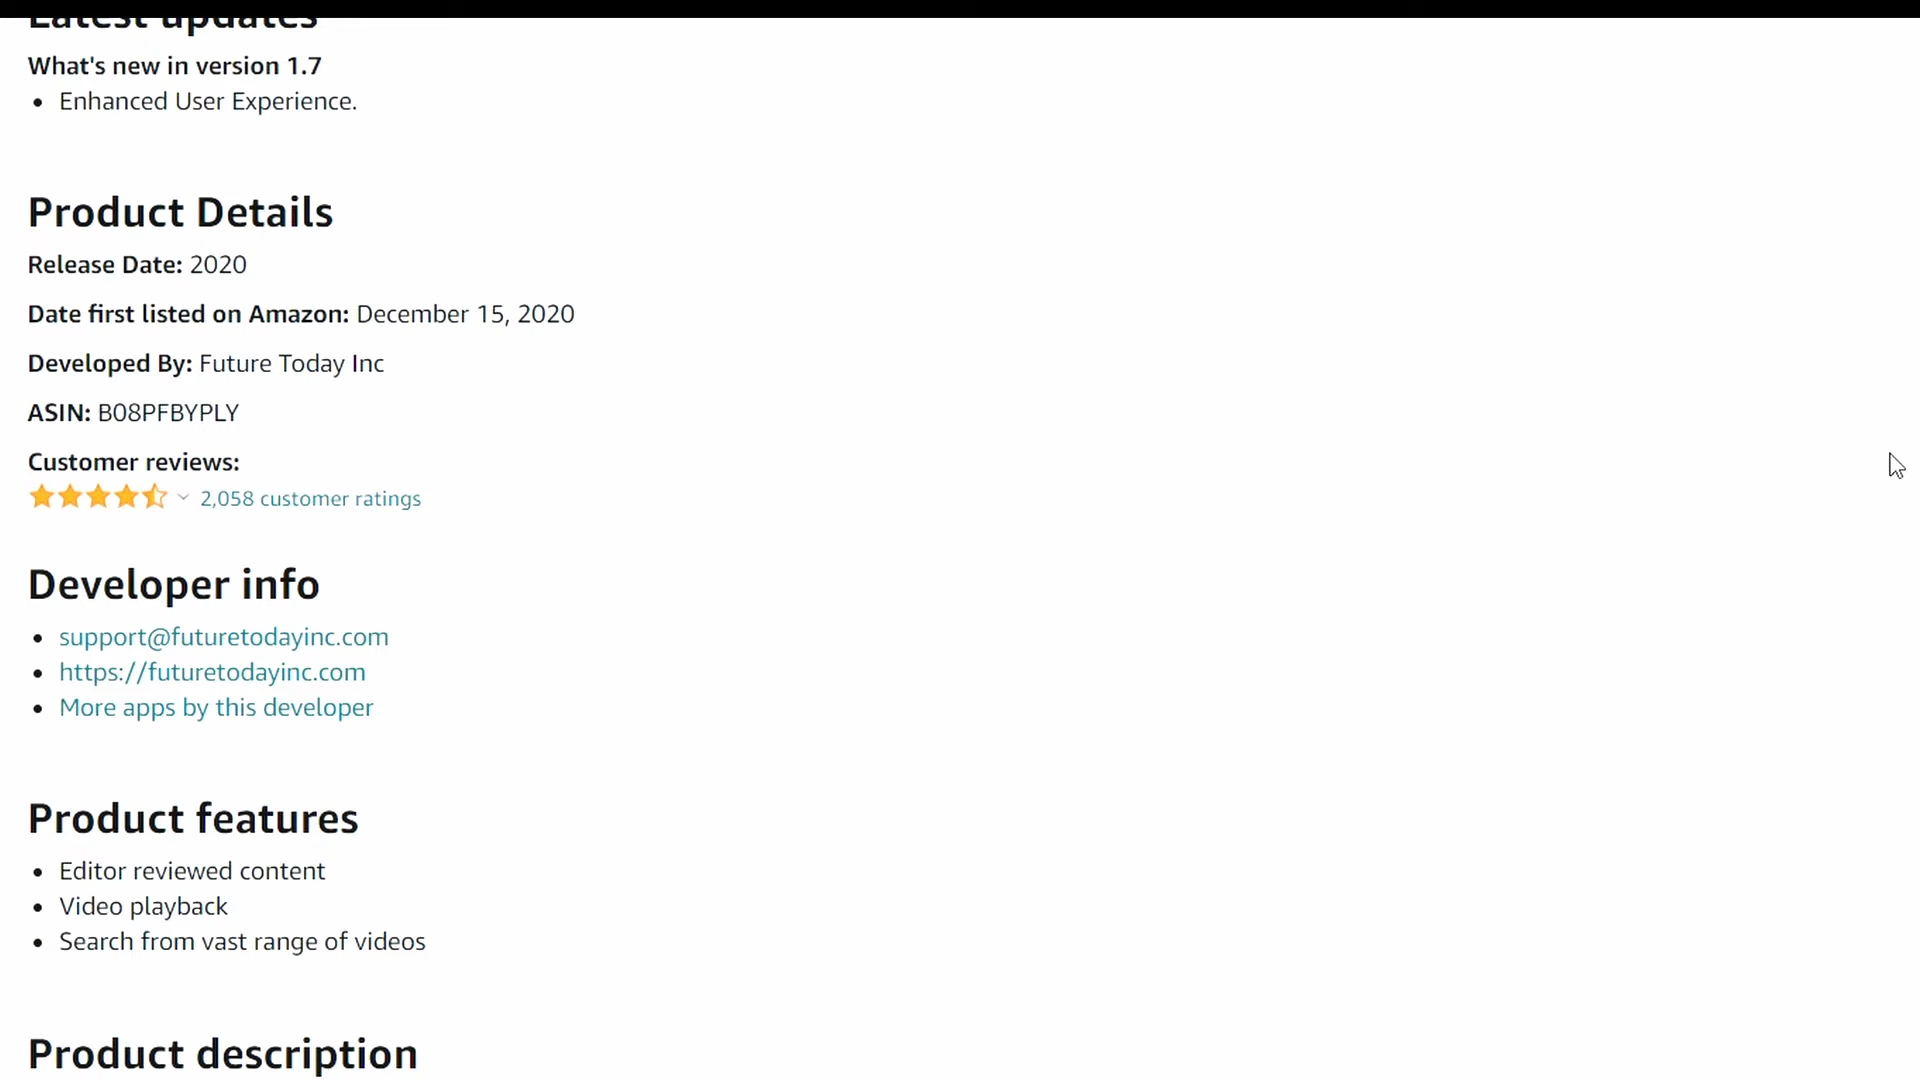 Latest updates
What's new in version 1.7
• Enhanced User Experience.
Product Details
Release Date: 2020
Date first listed on Amazon: December 15, 2020
Developed By: Future Today Inc
ASIN: B08PFBYPLY
Customer reviews:
2,058 customer ratings
Developer info
• support@futuretodayinc.com
• https://futuretodayinc.com
• More apps by this developer
Product features
• Editor reviewed content
• Video playback
• Search from vast range of videos
Product description